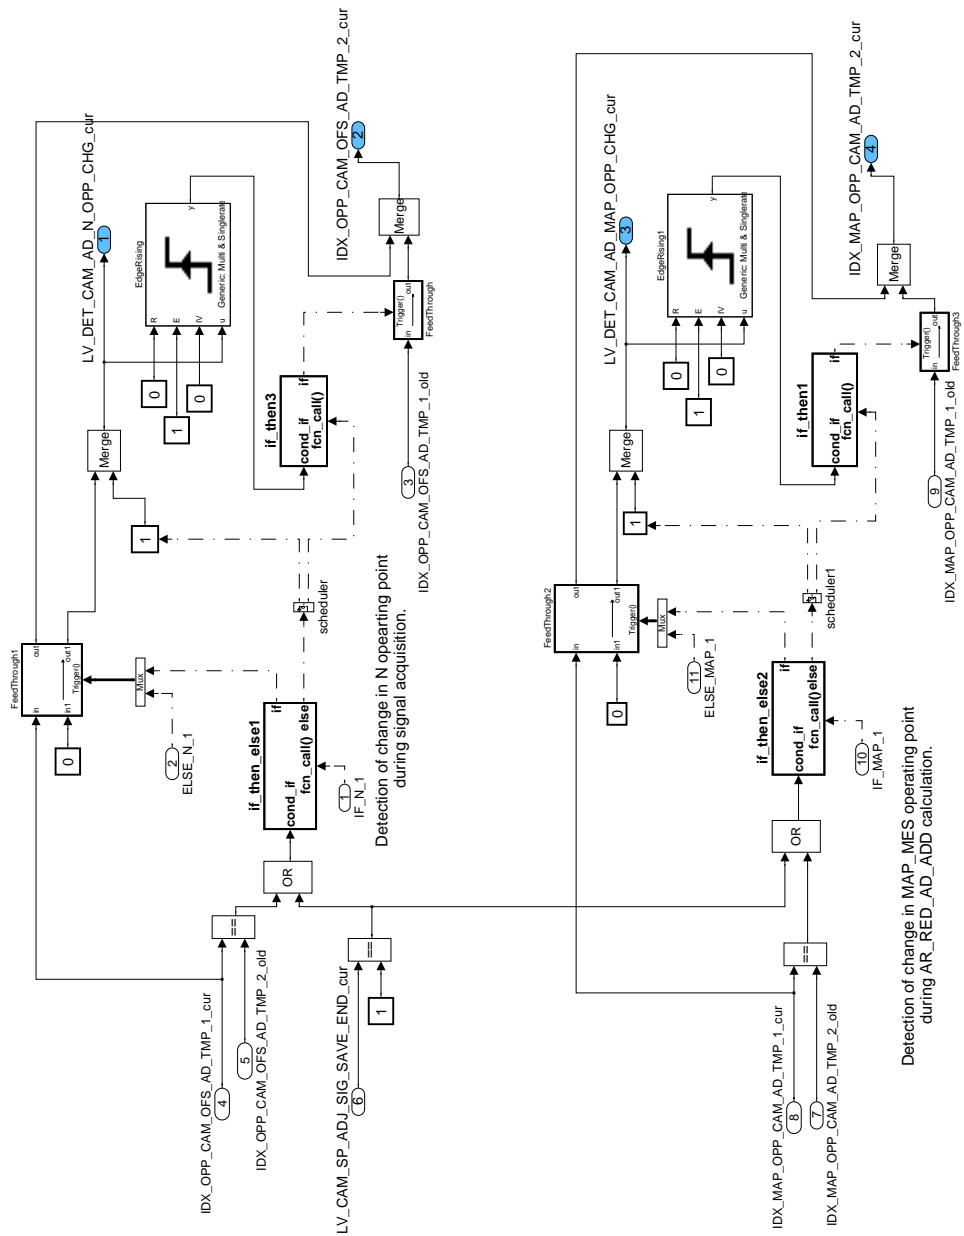 IDX_OPP_CAM_OFS_AD_TMP_1_cur
4
5
IDX_OPP_CAM_OFS_AD_TMP_2_old
==
LV_CAM_SP_ADJ_SIG_SAVE_END_cur
6
1
==
OR
if_then_else1
cond_if
fcn_call()
if
else
1
IF_N_1
2
ELSE_N_1
Mux
0
FeedThrough1
in
in1
out
out1
Trigger()
scheduler
1
Merge
LV_DET_CAM_AD_N_OPP_CHG_cur
1
0
1
0
EdgeRising
R
E
IV
u
y
Generic: Multi & Singlerate
if_then3
cond_if
fcn_call()
if
3
IDX_OPP_CAM_OFS_AD_TMP_1_old
in
Trigger()
out
FeedThrough
Merge
2
IDX_OPP_CAM_OFS_AD_TMP_2_cur
Detection of change in N opearting point
during signal acquisition.
IDX_MAP_OPP_CAM_AD_TMP_1_cur
8
7
IDX_MAP_OPP_CAM_AD_TMP_2_old
==
OR
if_then_else2
cond_if
fcn_call()
if
else
10
IF_MAP_1
11
ELSE_MAP_1
Mux
0
FeedThrough2
in
in1
out
out1
Trigger()
scheduler1
1
Merge
LV_DET_CAM_AD_MAP_OPP_CHG_cur
3
0
1
0
EdgeRising1
R
E
IV
u
y
Generic: Multi & Singlerate
if_then1
cond_if
fcn_call()
if
9
IDX_MAP_OPP_CAM_AD_TMP_1_old
in
Trigger()
out
FeedThrough3
Merge
4
IDX_MAP_OPP_CAM_AD_TMP_2_cur
Detection of change in MAP_MES operating point
during AR_RED_AD_ADD calculation.